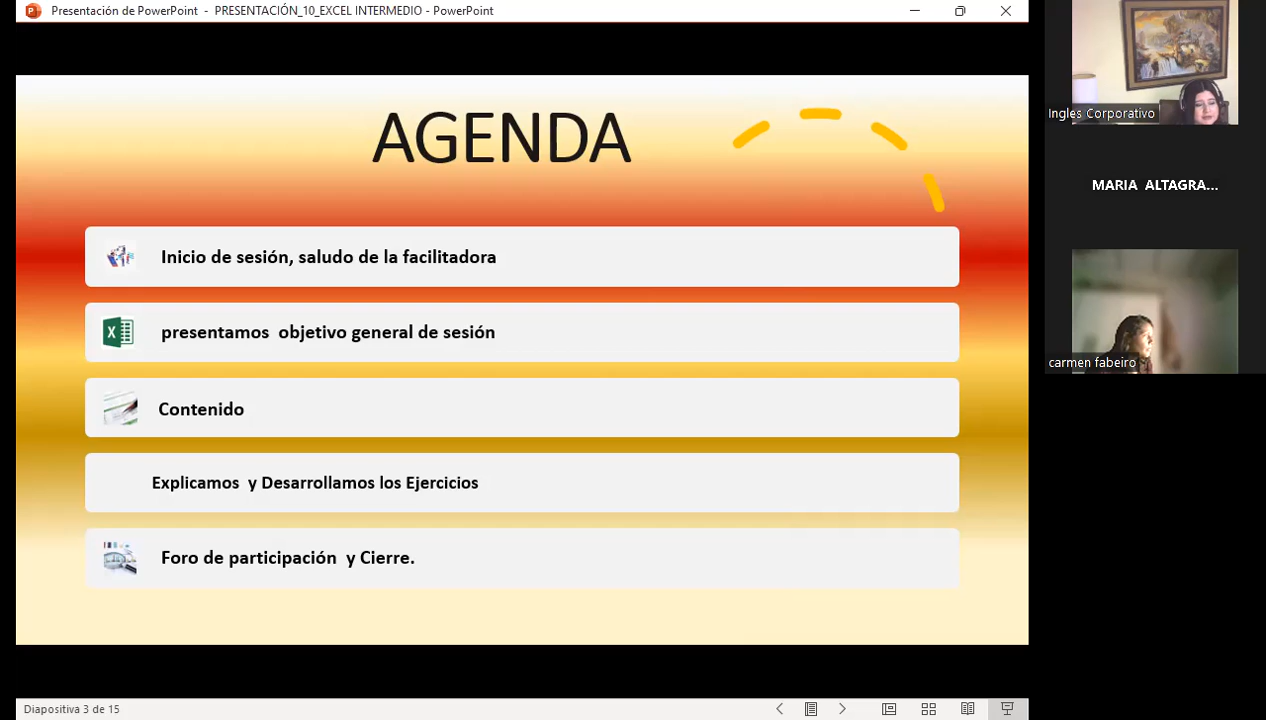 Presentación de PowerPoint - PRESENTACIÓN_10_EXCEL INTERMEDIO - PowerPoint
AGENDA
Inicio de sesión, saludo de la facilitadora
presentamos objetivo general de sesión
Contenido
Explicamos y Desarrollamos los Ejercicios
Foro de participación y Cierre.
Ingles Corporativo
MARIA ALTAGRA...
carmen fabeiro
Diapositiva 3 de 15